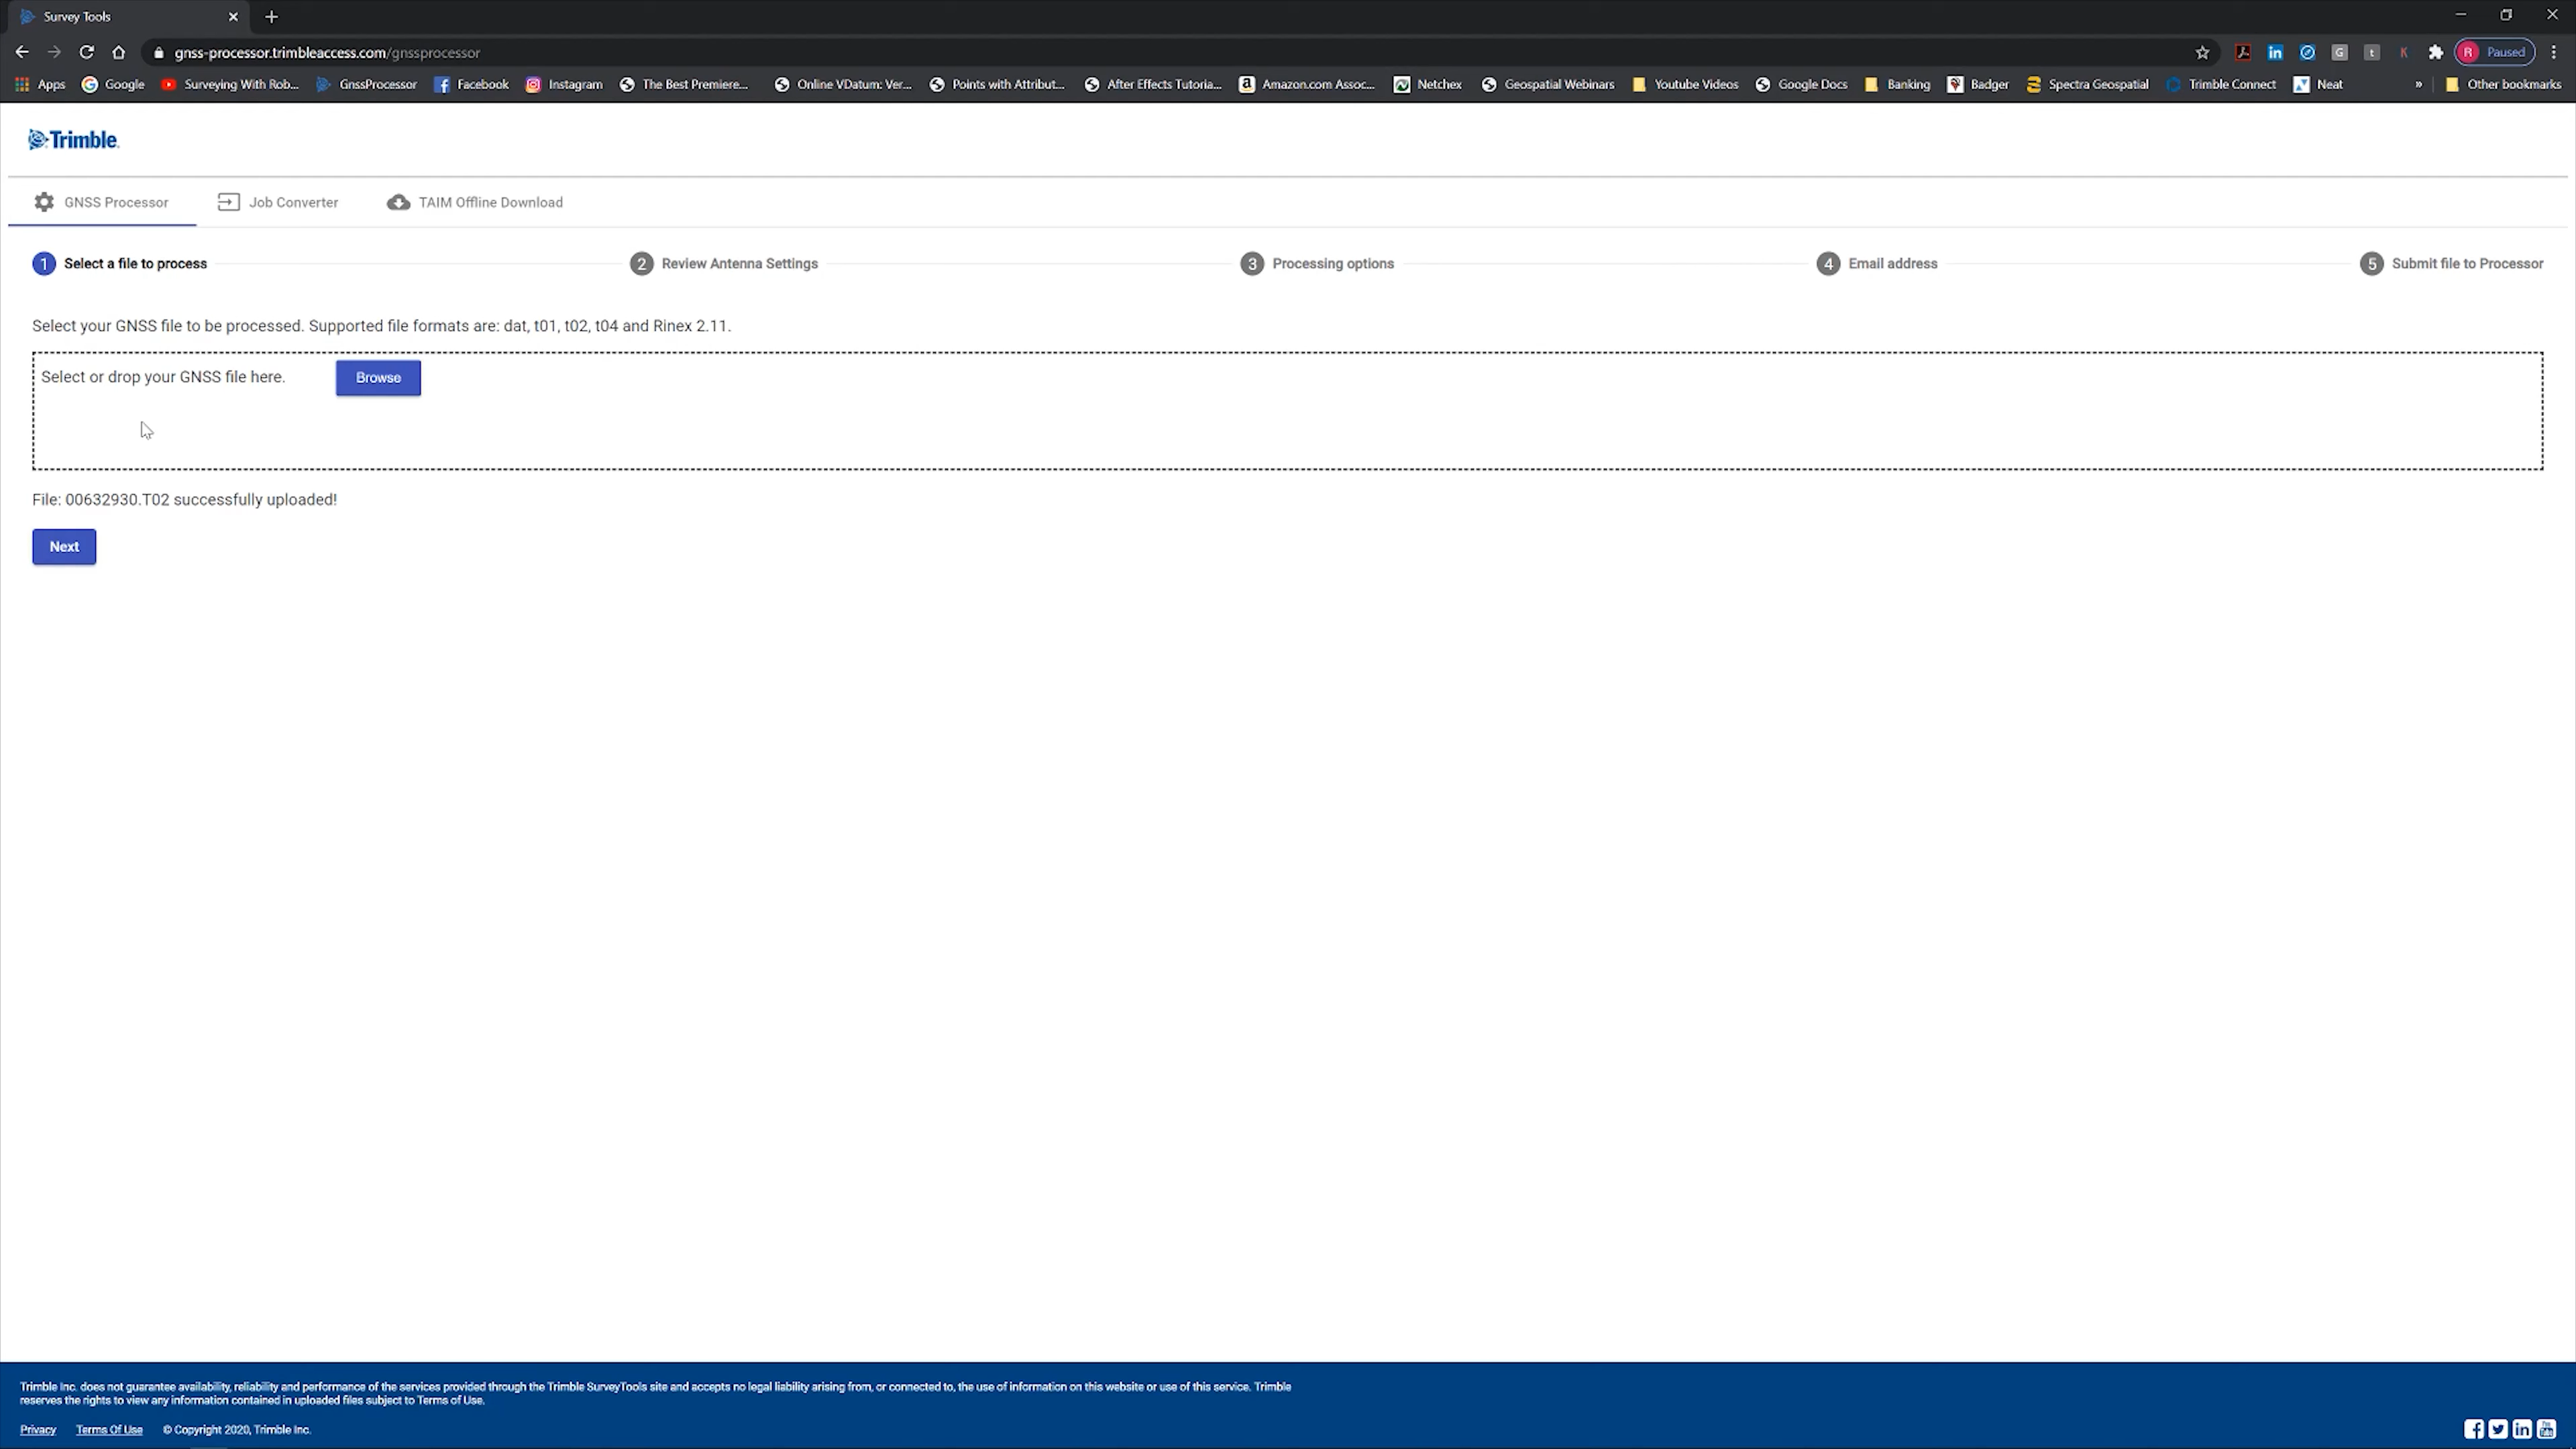 Survey Tools
gnss-processor.trimbleaccess.com/gnssprocessor
Paused
Apps Google Surveying With Rob... GnssProcessor Facebook Instagram The Best Premiere... Online VDatum: Ver... Points with Attribut... After Effects Tutoria... Amazon.com Assoc... Netchex Geospatial Webinars Youtube Videos Google Docs Banking Badger Spectra Geospatial Trimble Connect Neat » Other bookmarks
Trimble
GNSS Processor Job Converter TAIM Offline Download
1 Select a file to process 2 Review Antenna Settings 3 Processing options 4 Email address 5 Submit file to Processor
Select your GNSS file to be processed. Supported file formats are: dat, t01, t02, t04 and Rinex 2.11.
Select or drop your GNSS file here. Browse
File: 00632930.T02 successfully uploaded!
Next
Trimble Inc. does not guarantee availability, reliability and performance of the services provided through the Trimble SurveyTools site and accepts no legal liability arising from, or connected to, the use of information on this website or use of this service. Trimble
reserves the rights to view any information contained in uploaded files subject to Terms of Use.
Privacy Terms Of Use © Copyright 2020, Trimble Inc.